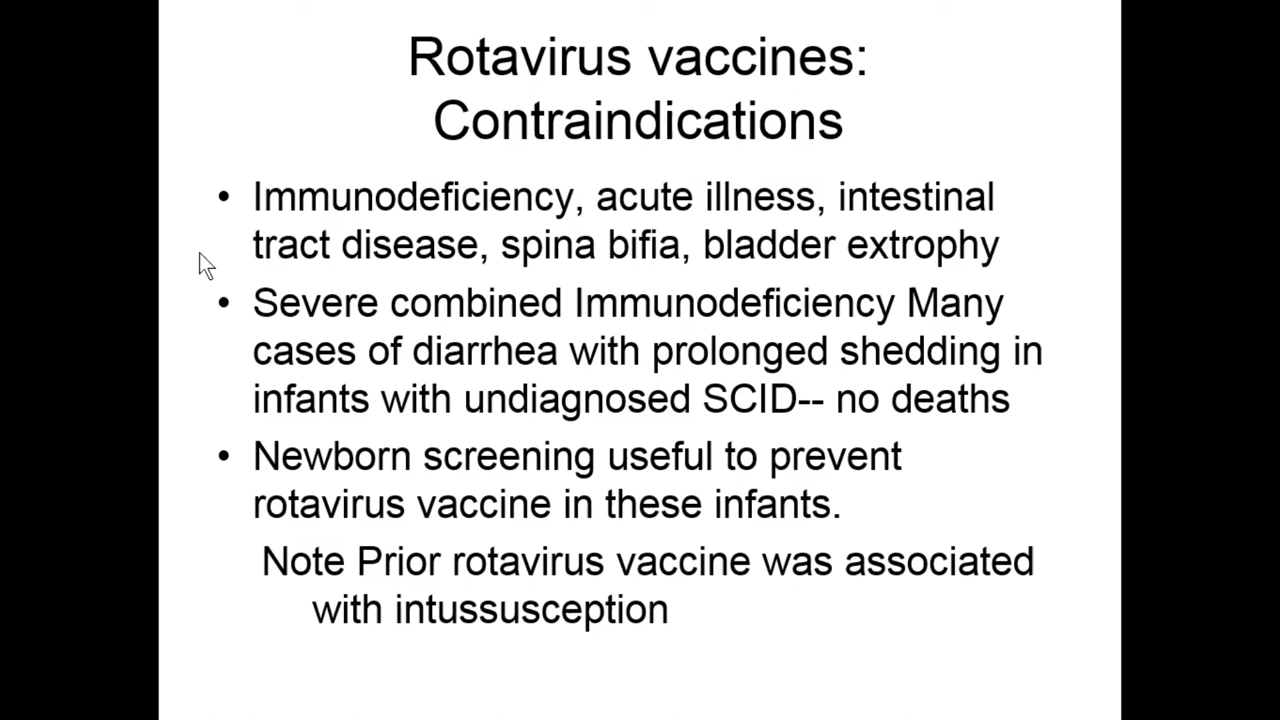 Rotavirus vaccines:
Contraindications
• Immunodeficiency, acute illness, intestinal
tract disease, spina bifia, bladder extrophy
• Severe combined Immunodeficiency Many
cases of diarrhea with prolonged shedding in
infants with undiagnosed SCID-- no deaths
• Newborn screening useful to prevent
rotavirus vaccine in these infants.
Note Prior rotavirus vaccine was associated
with intussusception